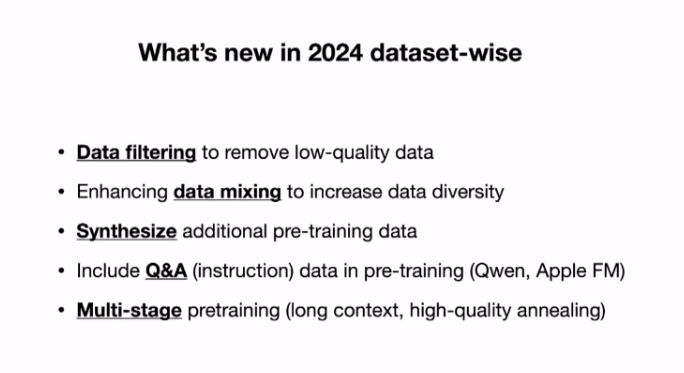 What's new in 2024 dataset-wise
• Data filtering to remove low-quality data
• Enhancing data mixing to increase data diversity
• Synthesize additional pre-training data
• Include Q&A (instruction) data in pre-training (Qwen, Apple FM)
• Multi-stage pretraining (long context, high-quality annealing)